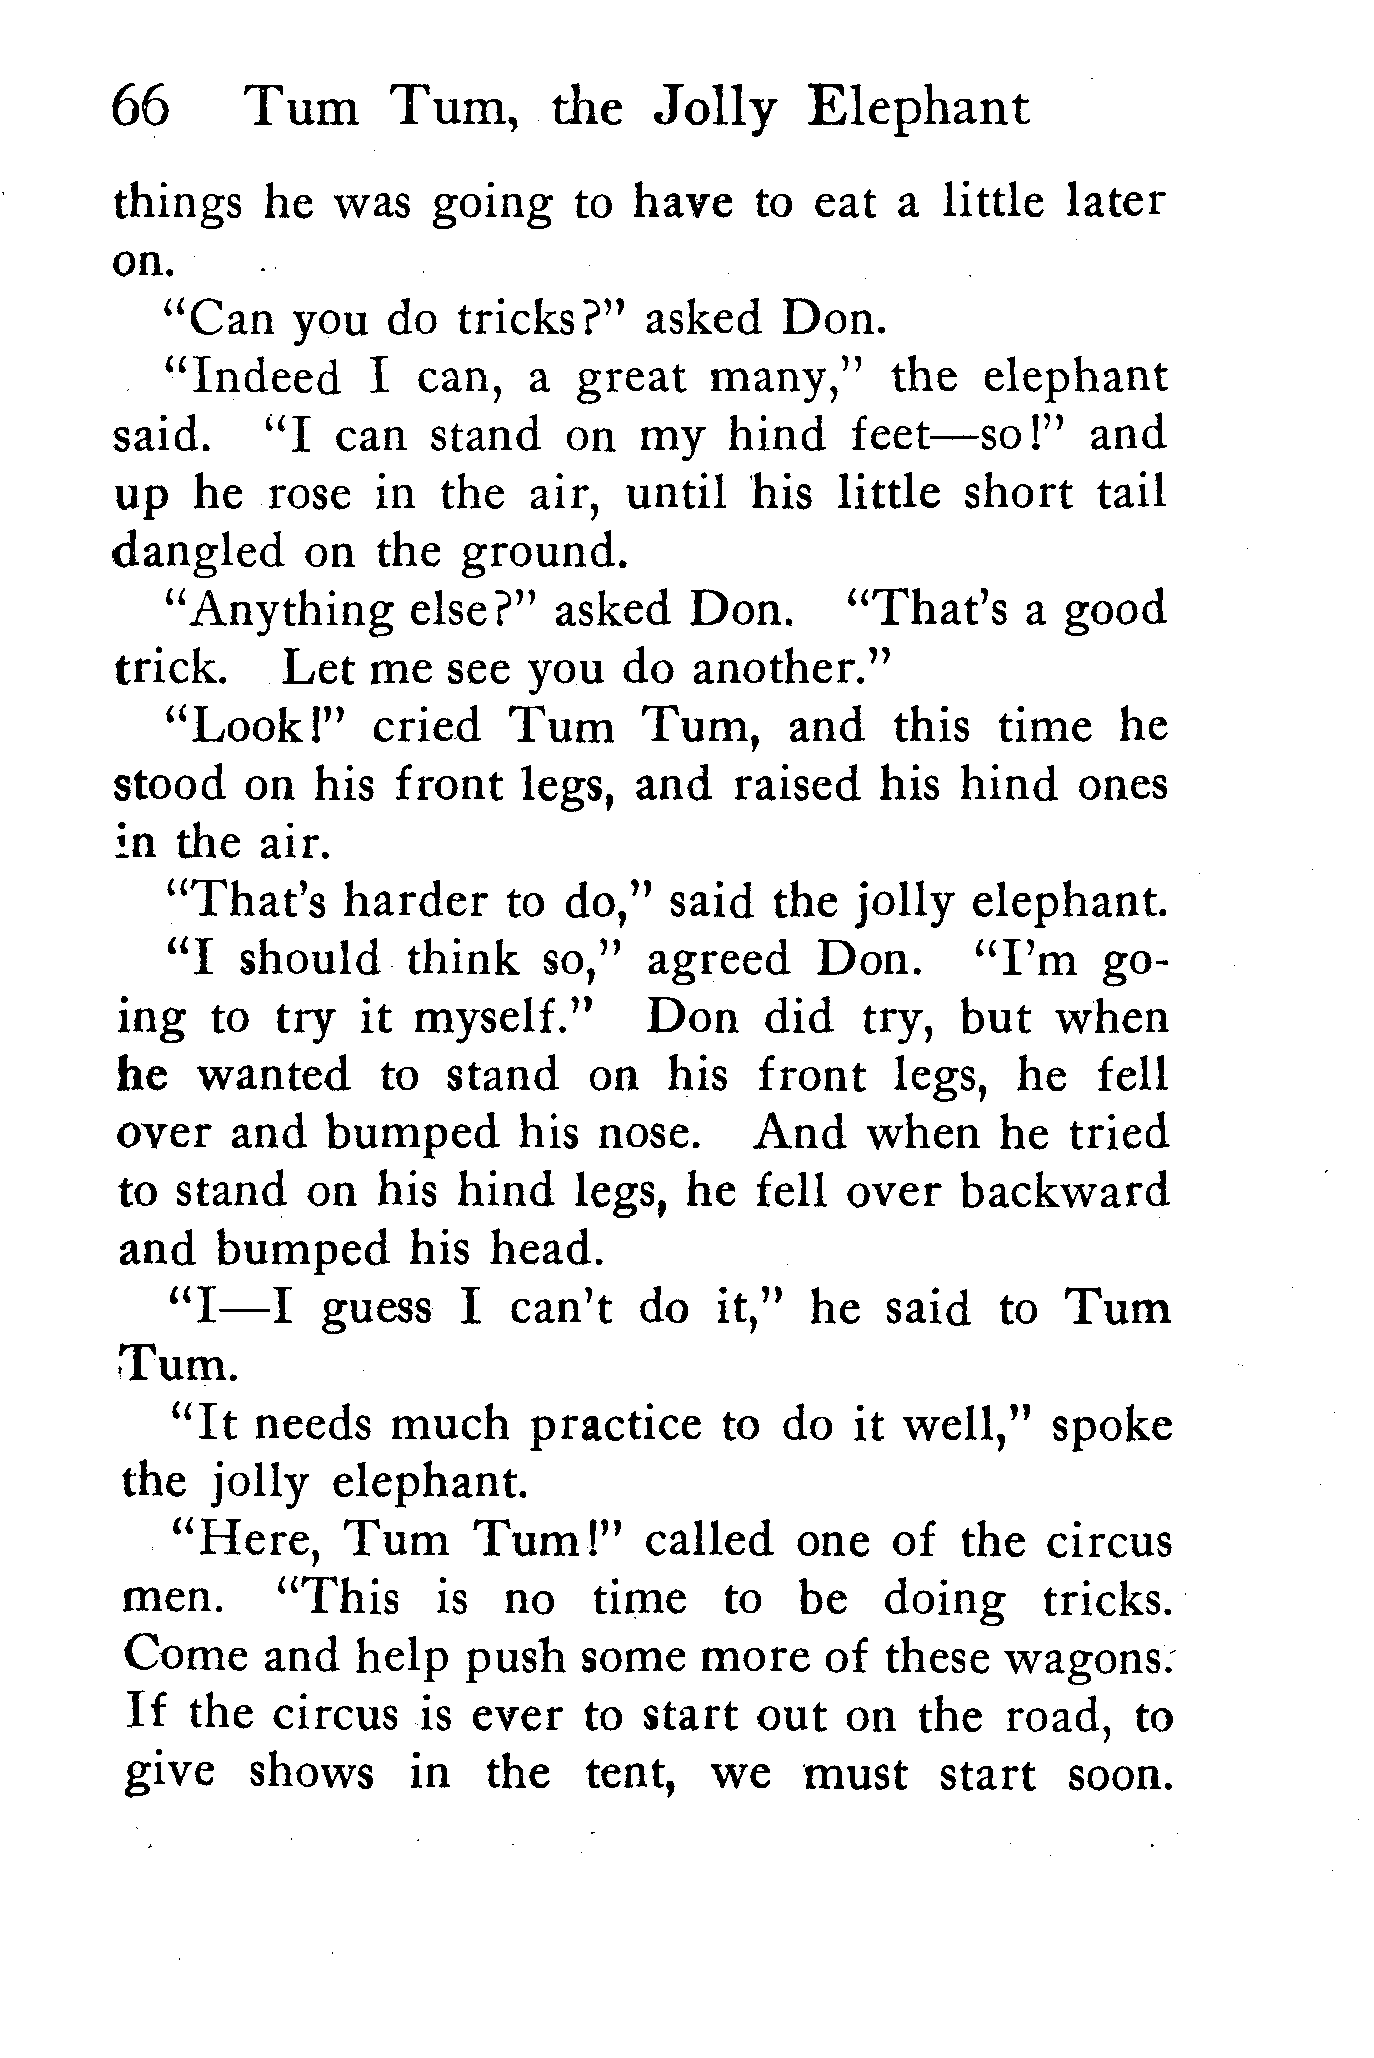 66 Tum Tum, the Jolly Elephant
things he was going to have to eat a little later
on.
"Can you do tricks?" asked Don.
"Indeed I can, a great many," the elephant
said. "I can stand on my hind feet—so!" and
up he rose in the air, until his little short tail
dangled on the ground.
"Anything else?" asked Don. "That's a good
trick. Let me see you do another."
"Look!" cried Tum Tum, and this time he
stood on his front legs, and raised his hind ones
in the air.
"That's harder to do," said the jolly elephant.
"I should think so," agreed Don. "I'm go-
ing to try it myself." Don did try, but when
he wanted to stand on his front legs, he fell
over and bumped his nose. And when he tried
to stand on his hind legs, he fell over backward
and bumped his head.
"I—I guess I can't do it," he said to Tum
Tum.
"It needs much practice to do it well," spoke
the jolly elephant.
"Here, Tum Tum!" called one of the circus
men. "This is no time to be doing tricks.
Come and help push some more of these wagons.
If the circus is ever to start out on the road, to
give shows in the tent, we must start soon.